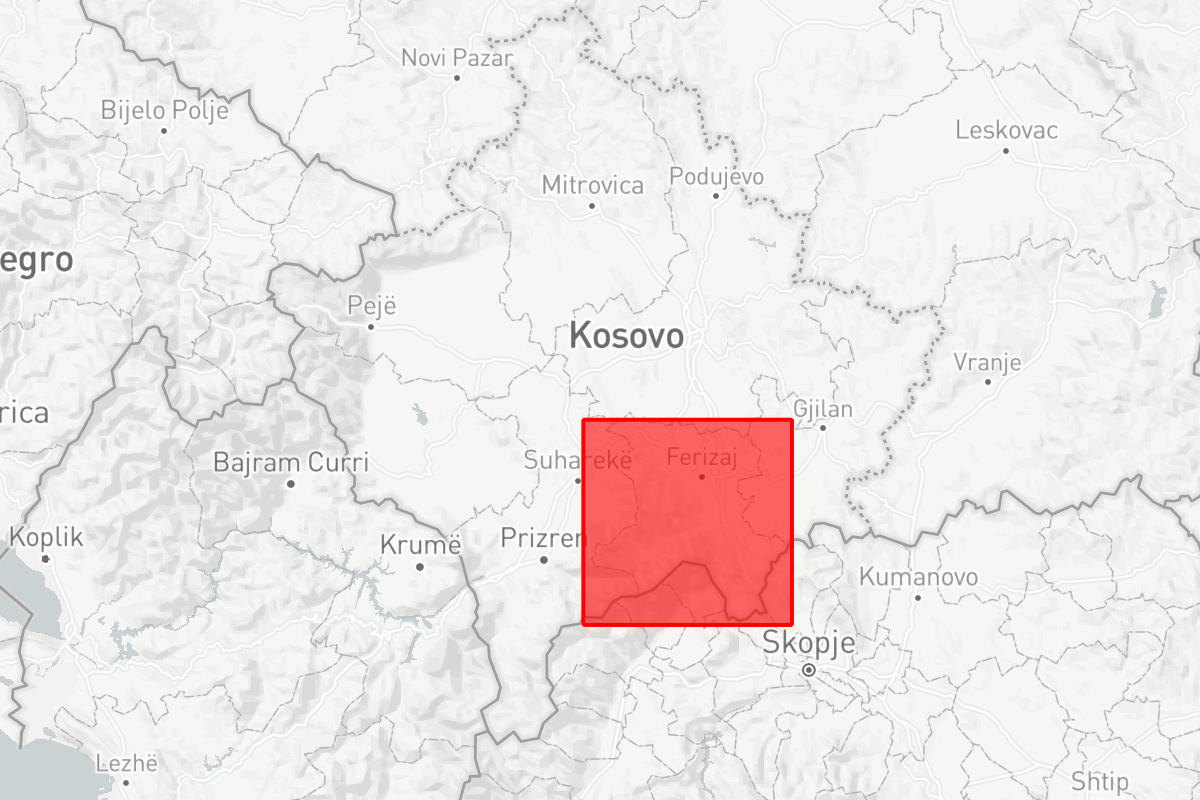 Novi Pazar
Bijelo Polje
Leskovac
Mitrovica
Podujevo
egro
Pejë
Kosovo
Vranje
rica
Gjilan
Bajram Curri
Suharekë
Ferizaj
Koplik
Krumë
Prizren
Kumanovo
Skopje
Lezhë
Shtip